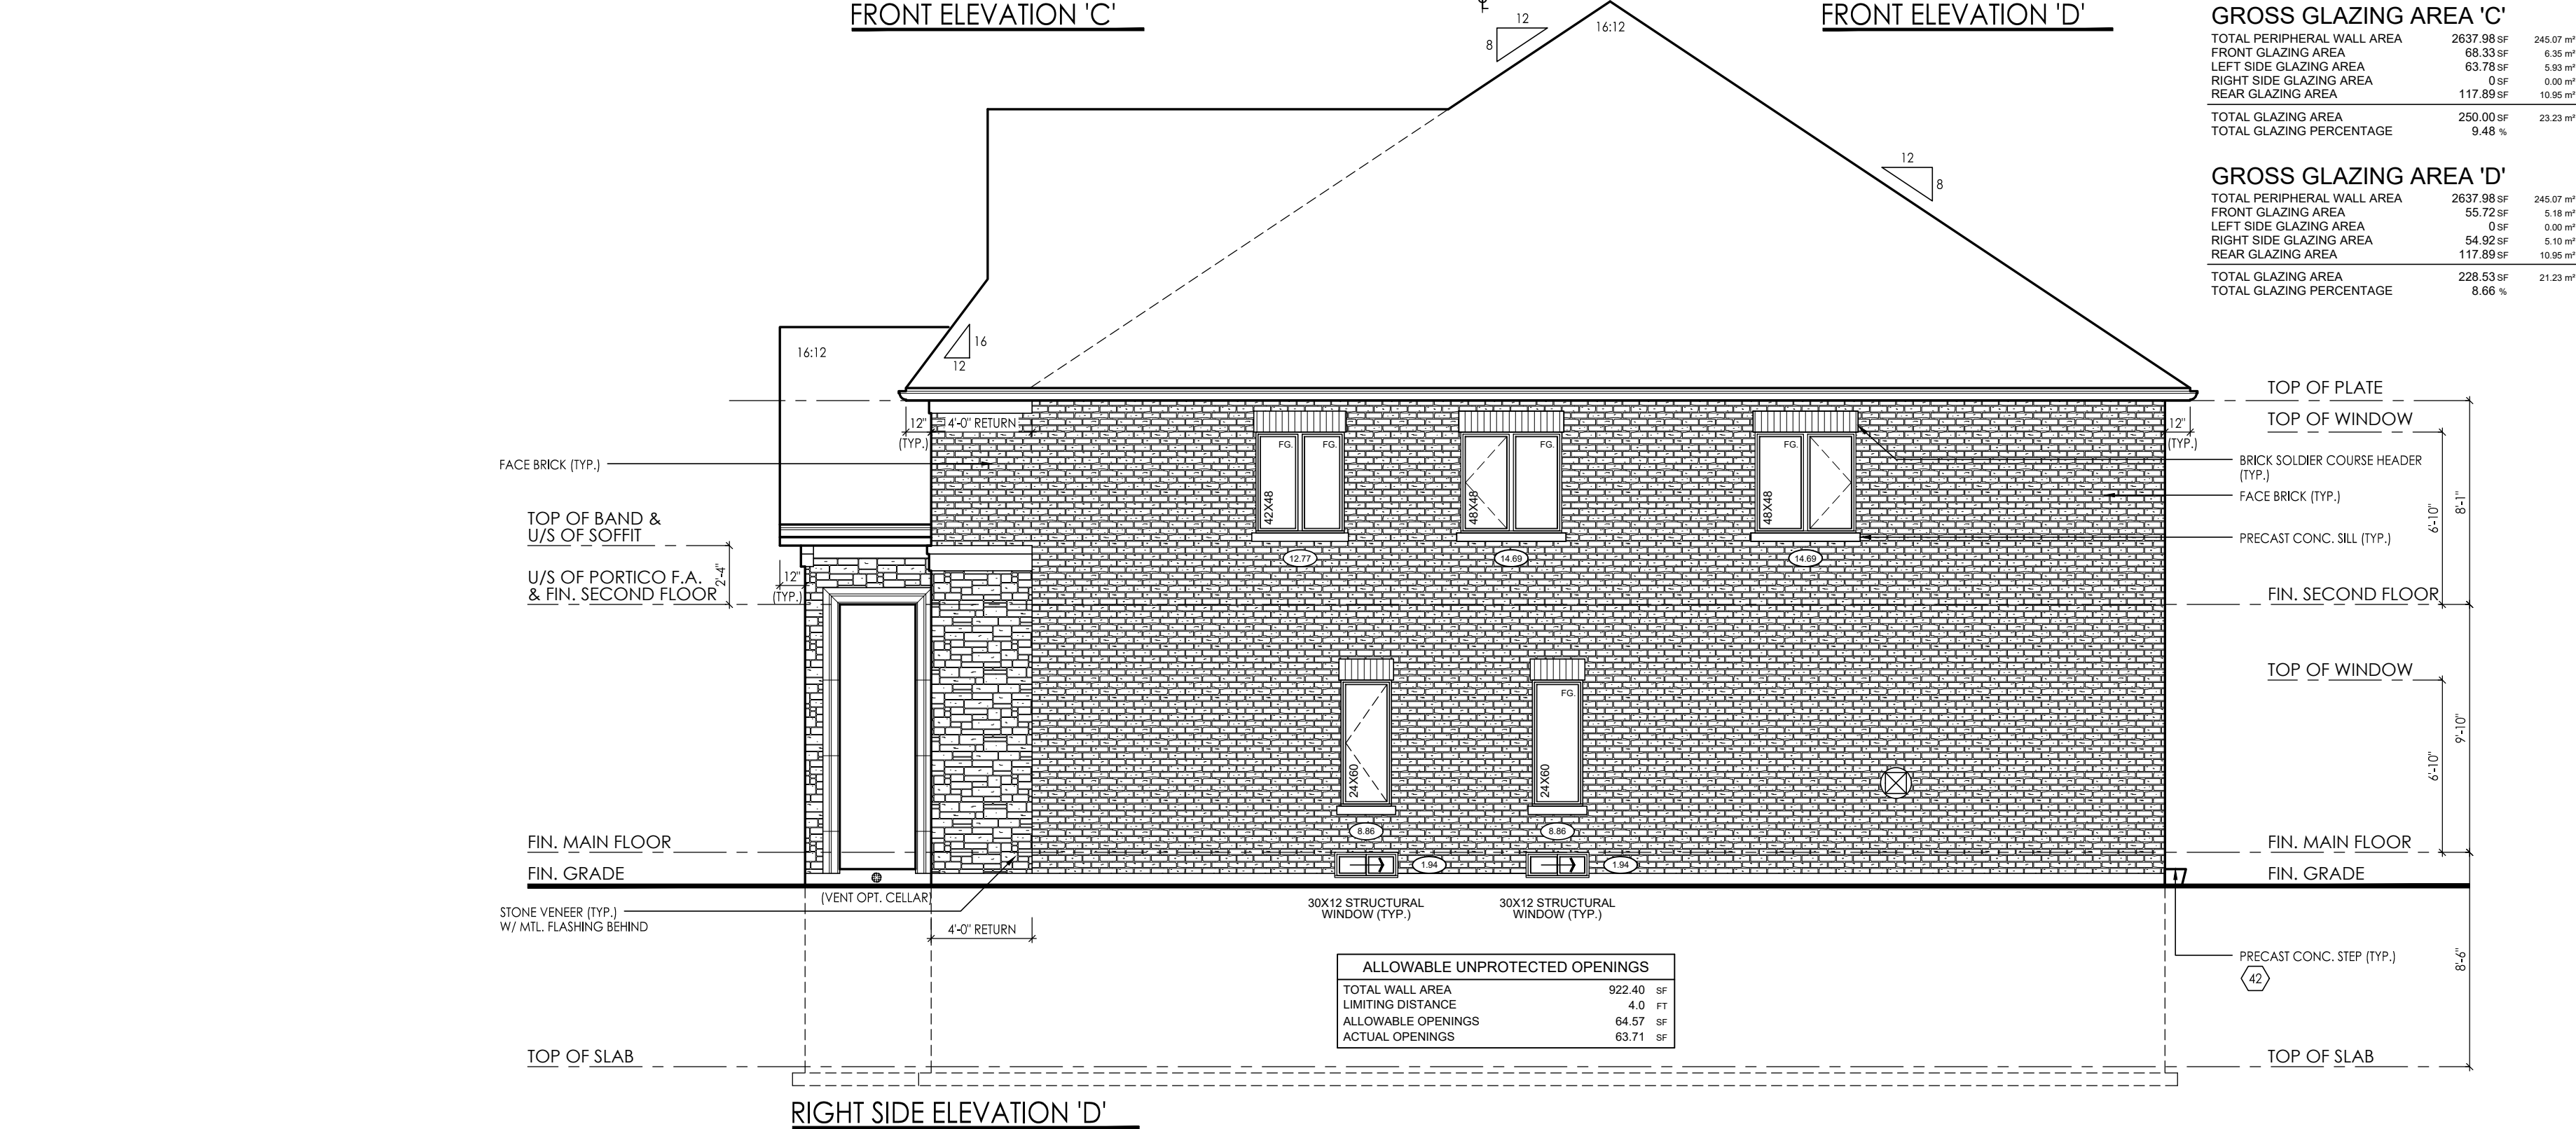 FRONT ELEVATION 'C'
FRONT ELEVATION 'D'
GROSS GLAZING AREA 'C'
TOTAL PERIPHERAL WALL AREA 2637.98 SF 245.07 m²
FRONT GLAZING AREA 68.33 SF 6.35 m²
LEFT SIDE GLAZING AREA 63.78 SF 5.93 m²
RIGHT SIDE GLAZING AREA 0 SF 0.00 m²
REAR GLAZING AREA 117.89 SF 10.95 m²
TOTAL GLAZING AREA 250.00 SF 23.23 m²
TOTAL GLAZING PERCENTAGE 9.48 %
GROSS GLAZING AREA 'D'
TOTAL PERIPHERAL WALL AREA 2637.98 SF 245.07 m²
FRONT GLAZING AREA 55.72 SF 5.18 m²
LEFT SIDE GLAZING AREA 0 SF 0.00 m²
RIGHT SIDE GLAZING AREA 54.92 SF 5.10 m²
REAR GLAZING AREA 117.89 SF 10.95 m²
TOTAL GLAZING AREA 228.53 SF 21.23 m²
TOTAL GLAZING PERCENTAGE 8.66 %
12
8
16:12
12
8
16:12
16
12
12"
(TYP.)
4'-0" RETURN
FACE BRICK (TYP.)
TOP OF BAND &
U/S OF SOFFIT
2'-4"
U/S OF PORTICO F.A.
& FIN. SECOND FLOOR
12"
(TYP.)
FG.
FG.
42X48
12.77
FG.
48X48
14.69
FG.
48X48
14.69
12"
(TYP.)
TOP OF PLATE
TOP OF WINDOW
BRICK SOLDIER COURSE HEADER
(TYP.)
FACE BRICK (TYP.)
PRECAST CONC. SILL (TYP.)
6'-10"
8'-1"
FIN. SECOND FLOOR
TOP OF WINDOW
6'-10"
9'-10"
24X60
8.86
FG.
24X60
8.86
1.94
1.94
FIN. MAIN FLOOR
FIN. GRADE
FIN. MAIN FLOOR
FIN. GRADE
(VENT OPT. CELLAR)
STONE VENEER (TYP.)
W/ MTL. FLASHING BEHIND
4'-0" RETURN
30X12 STRUCTURAL
WINDOW (TYP.)
30X12 STRUCTURAL
WINDOW (TYP.)
PRECAST CONC. STEP (TYP.)
42
8'-6"
ALLOWABLE UNPROTECTED OPENINGS
TOTAL WALL AREA 922.40 SF
LIMITING DISTANCE 4.0 FT
ALLOWABLE OPENINGS 64.57 SF
ACTUAL OPENINGS 63.71 SF
TOP OF SLAB
TOP OF SLAB
RIGHT SIDE ELEVATION 'D'